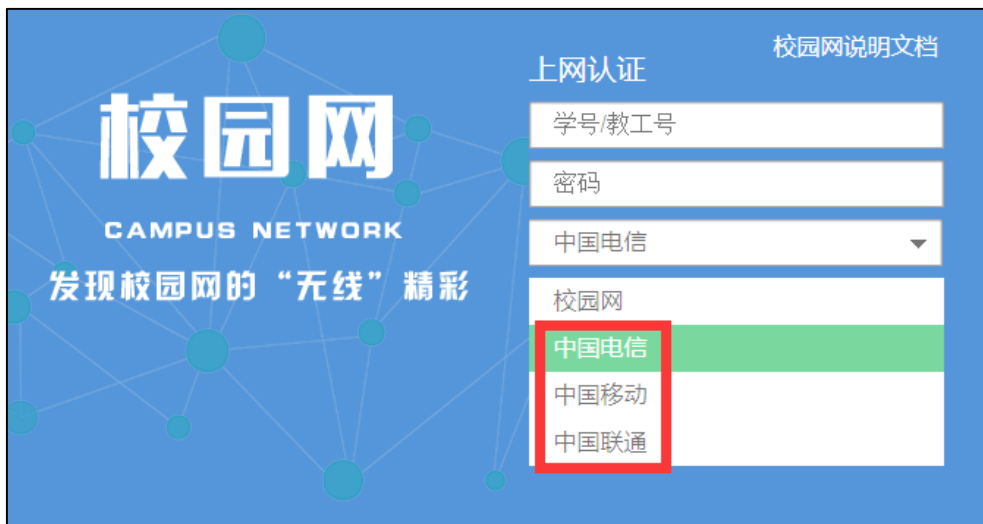 校园网说明文档
上网认证
校园网
CAMPUS NETWORK
发现校园网的“无线”精彩
学号/教工号
密码
中国电信
校园网
中国电信
中国移动
中国联通